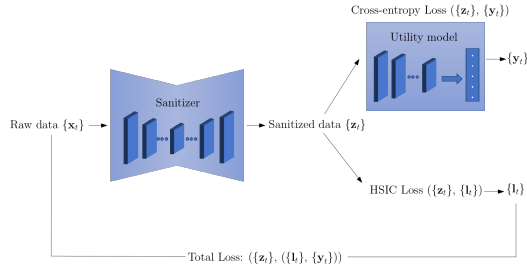 Cross-entropy Loss ({z_t}, {y_t})
Utility model
{y_t}
Sanitizer
Raw data {x_t}
Sanitized data {z_t}
HSIC Loss ({z_t}, {l_t})
{l_t}
Total Loss: ({z_t}, ({l_t}, {y_t}))